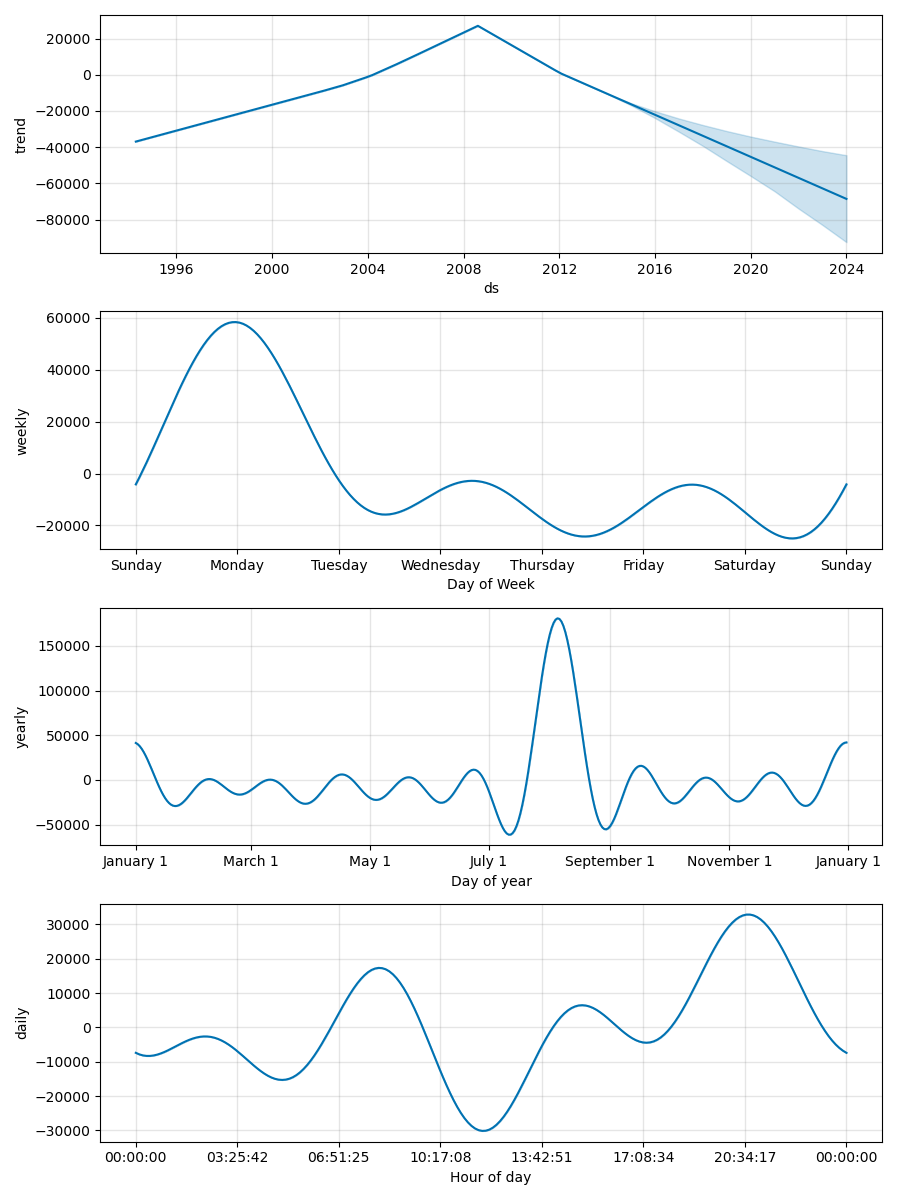 20000
0
−20000
−40000
−60000
−80000
trend
1996 2000 2004 2008 2012 2016 2020 2024
ds
60000
40000
20000
0
−20000
weekly
Sunday Monday Tuesday Wednesday Thursday Friday Saturday Sunday
Day of Week
150000
100000
50000
0
−50000
yearly
January 1 March 1 May 1 July 1 September 1 November 1 January 1
Day of year
30000
20000
10000
0
−10000
−20000
−30000
daily
00:00:00 03:25:42 06:51:25 10:17:08 13:42:51 17:08:34 20:34:17 00:00:00
Hour of day